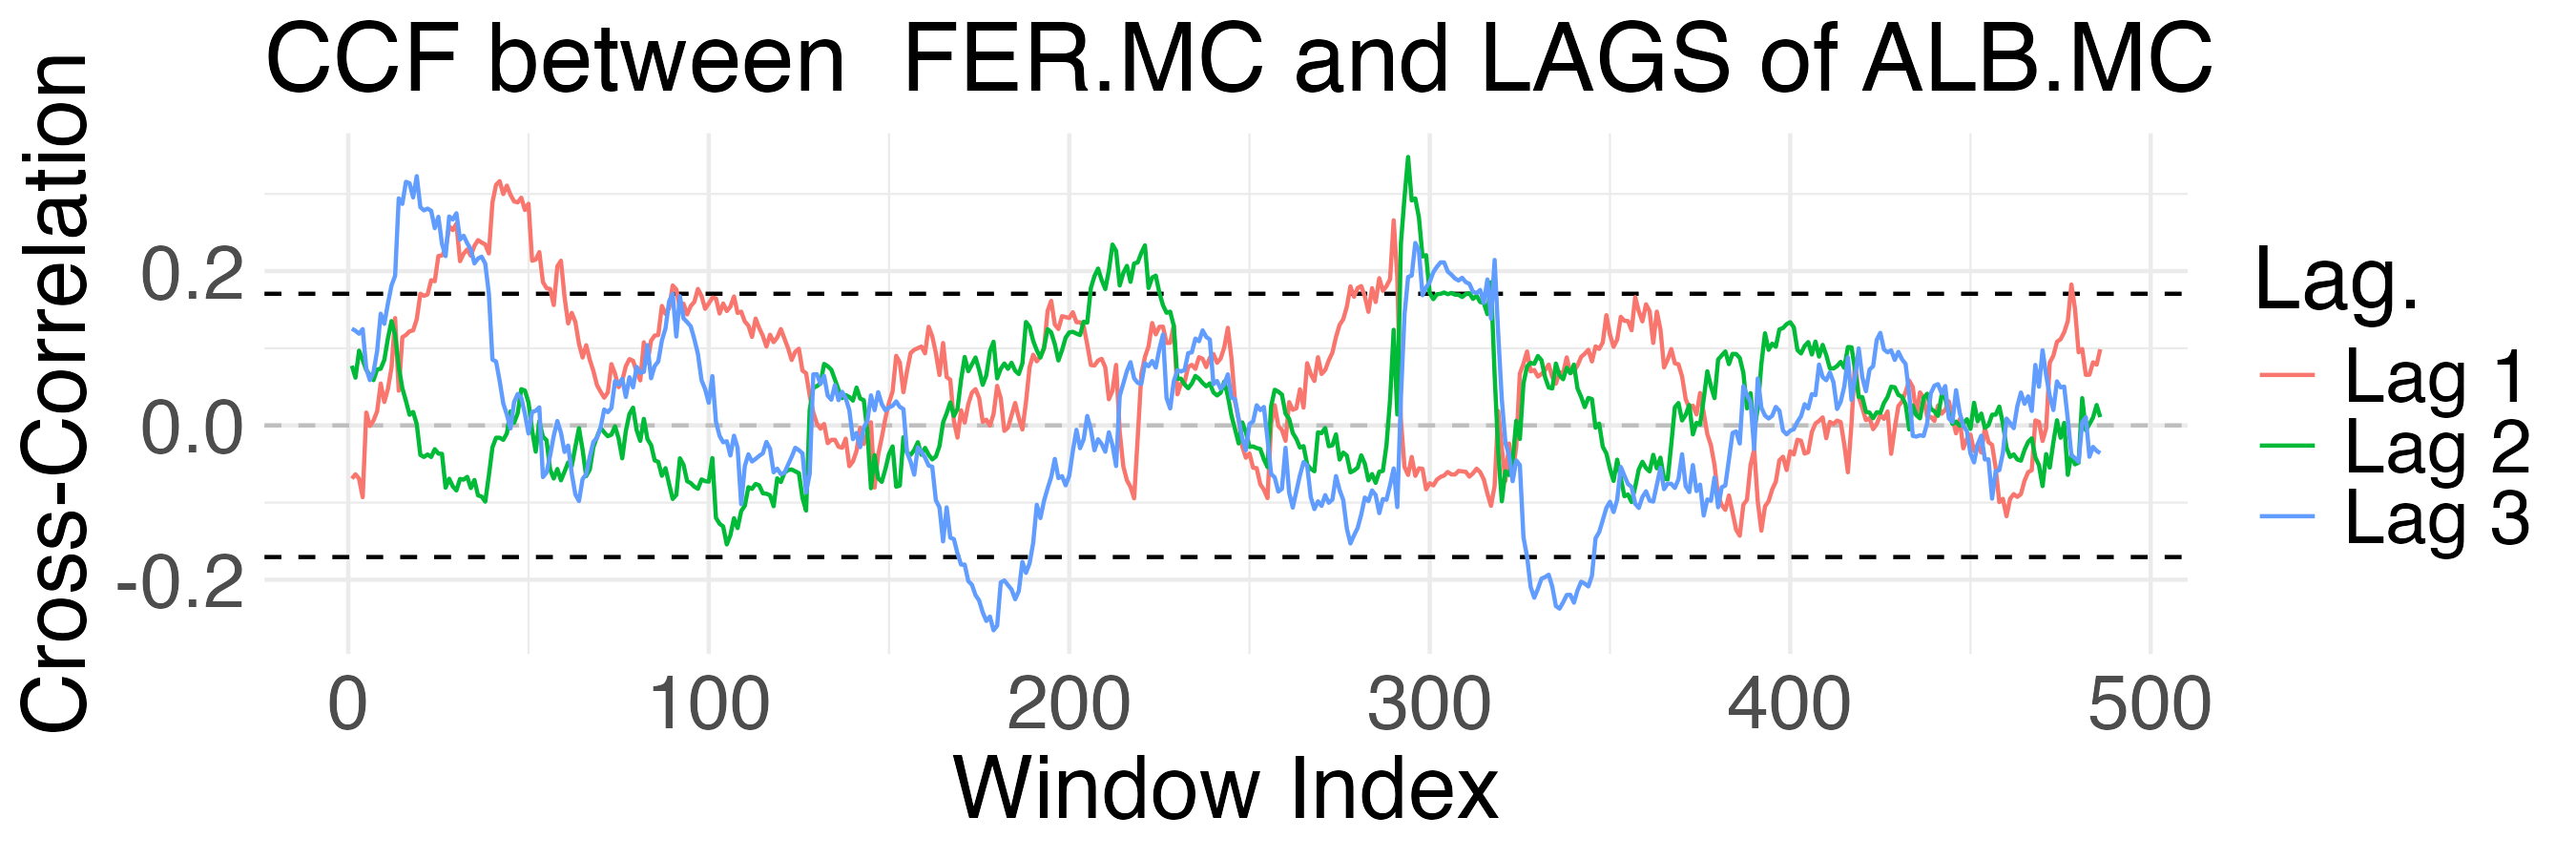 CCF between  FER.MC and LAGS of ALB.MC
Cross-Correlation
0.2
0.0
-0.2
0 100 200 300 400 500
Window Index
Lag.
Lag 1
Lag 2
Lag 3